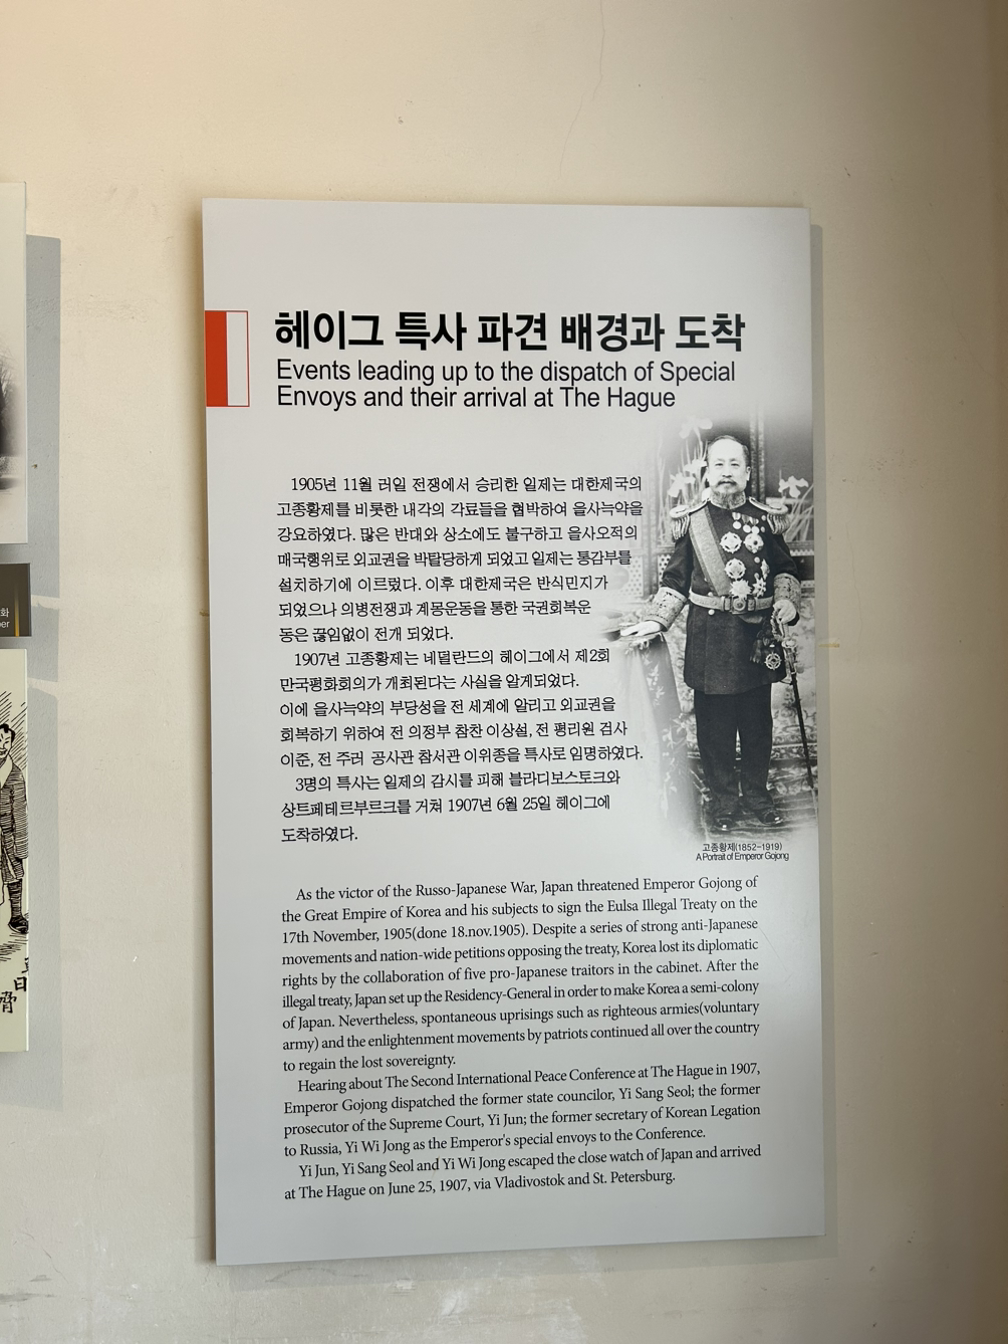 헤이그 특사 파견 배경과 도착
Events leading up to the dispatch of Special
Envoys and their arrival at The Hague
1905년 11월 러일 전쟁에서 승리한 일제는 대한제국의
고종황제를 비롯한 내각의 각료들을 협박하여 을사늑약을
강요하였다. 많은 반대와 상소에도 불구하고 을사오적의
매국행위로 외교권을 박탈당하게 되었고 일제는 통감부를
설치하기에 이르렀다. 이후 대한제국은 반식민지가
되었으나 의병전쟁과 계몽운동을 통한 국권회복운
동은 끊임없이 전개 되었다.
1907년 고종황제는 네덜란드의 헤이그에서 제2회
만국평화회의가 개최된다는 사실을 알게되었다.
이에 을사늑약의 부당성을 전 세계에 알리고 외교권을
회복하기 위하여 전 의정부 참찬 이상설, 전 평리원 검사
이준, 전 주러 공사관 참서관 이위종을 특사로 임명하였다.
3명의 특사는 일제의 감시를 피해 블라디보스토크와
상트페테르부르크를 거쳐 1907년 6월 25일 헤이그에
도착하였다.
고종황제(1852-1919)
A Portrait of Emperor Gojong
As the victor of the Russo-Japanese War, Japan threatened Emperor Gojong of
the Great Empire of Korea and his subjects to sign the Eulsa Illegal Treaty on the
17th November, 1905(done 18.nov.1905). Despite a series of strong anti-Japanese
movements and nation-wide petitions opposing the treaty, Korea lost its diplomatic
rights by the collaboration of five pro-Japanese traitors in the cabinet. After the
illegal treaty, Japan set up the Residency-General in order to make Korea a semi-colony
of Japan. Nevertheless, spontaneous uprisings such as righteous armies(voluntary
army) and the enlightenment movements by patriots continued all over the country
to regain the lost sovereignty.
Hearing about The Second International Peace Conference at The Hague in 1907,
Emperor Gojong dispatched the former state councilor, Yi Sang Seol; the former
prosecutor of the Supreme Court, Yi Jun; the former secretary of Korean Legation
to Russia, Yi Wi Jong as the Emperor's special envoys to the Conference.
Yi Jun, Yi Sang Seol and Yi Wi Jong escaped the close watch of Japan and arrived
at The Hague on June 25, 1907, via Vladivostok and St. Petersburg.